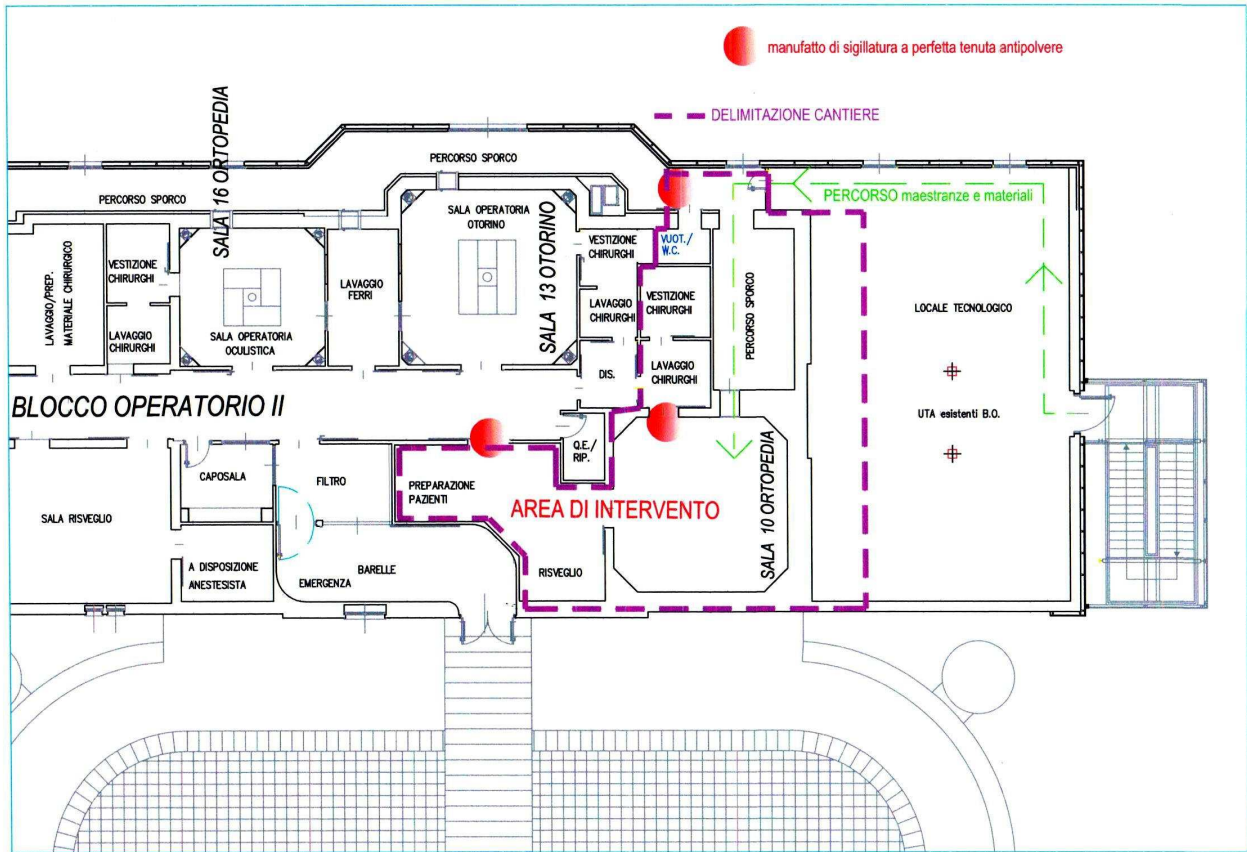 manufatto di sigillatura a perfetta tenuta antipolvere
DELIMITAZIONE CANTIERE
SALA 16 ORTOPEDIA
PERCORSO SPORCO
PERCORSO SPORCO
PERCORSO maestranze e materiali
SALA OPERATORIA
OTORINO
SALA 13 OTORINO
VESTIZIONE
CHIRURGHI
VUOT./
W.C.
LAVAGGIO/PREP.
MATERIALE CHIRURGICO
VESTIZIONE
CHIRURGHI
LAVAGGIO
FERRI
LAVAGGIO
CHIRURGHI
VESTIZIONE
CHIRURGHI
PERCORSO SPORCO
LOCALE TECNOLOGICO
LAVAGGIO
CHIRURGHI
SALA OPERATORIA
OCULISTICA
DIS.
LAVAGGIO
CHIRURGHI
BLOCCO OPERATORIO II
UTA esistenti B.O.
Q.E./
RIP.
CAPOSALA
FILTRO
PREPARAZIONE
PAZIENTI
AREA DI INTERVENTO
SALA 10 ORTOPEDIA
SALA RISVEGLIO
A DISPOSIZIONE
ANESTESISTA
BARELLE
EMERGENZA
RISVEGLIO